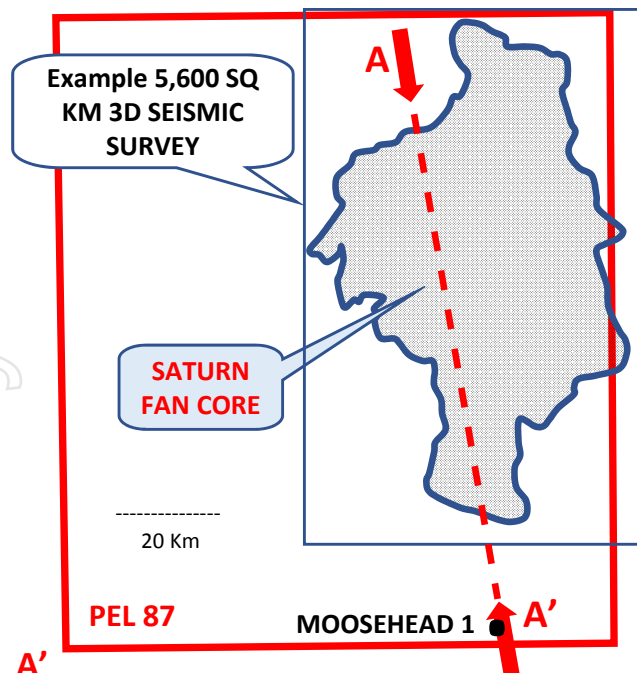 Example 5,600 SQ
KM 3D SEISMIC
SURVEY
A
SATURN
FAN CORE
--------------
20 Km
PEL 87
MOOSEHEAD 1
A’
A’